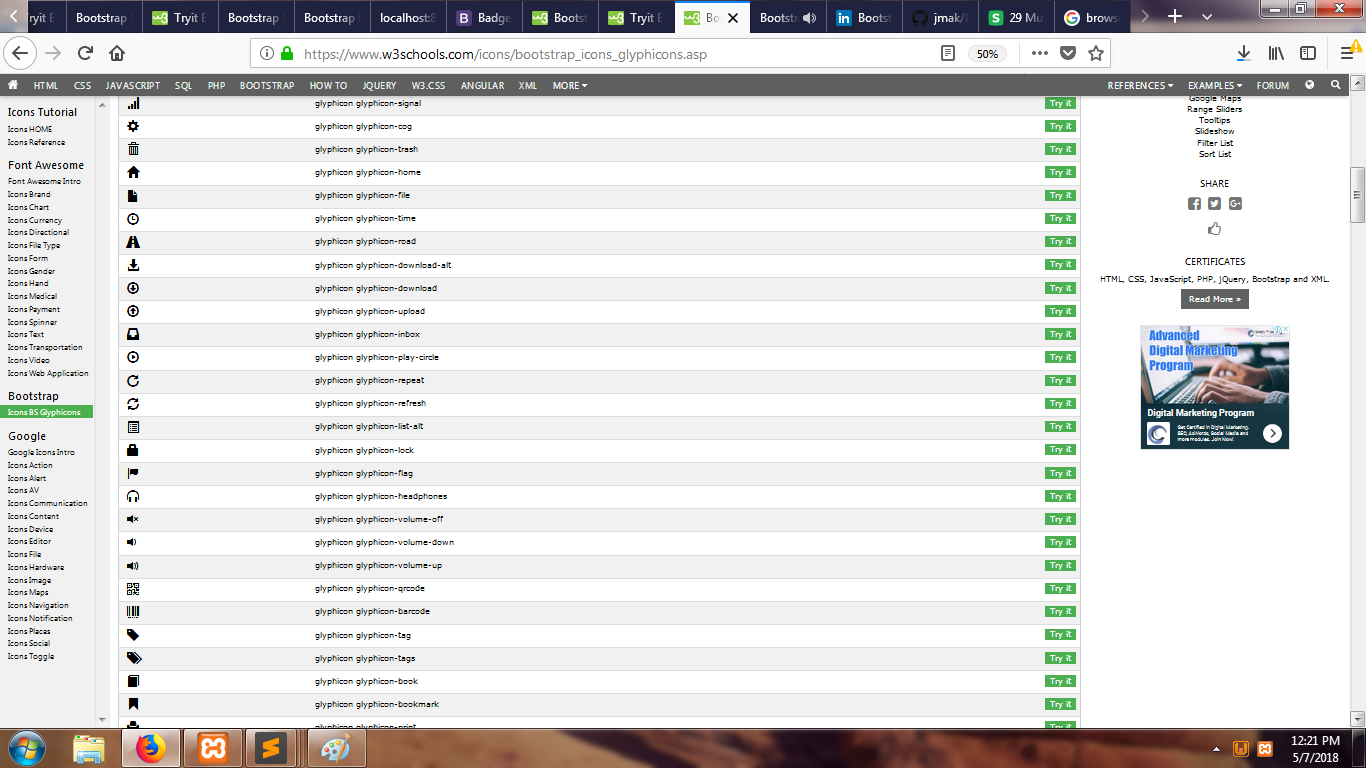 ryit E
Bootstrap
Tryit E
Bootstrap
Bootstrap
localhost:8
Badge
Bootst
Tryit E
Bo
Bootstr
Bootst
jmak/
29 Mu
brows
https://www.w3schools.com/icons/bootstrap_icons_glyphicons.asp
50%
HTML CSS JAVASCRIPT SQL PHP BOOTSTRAP HOW TO JQUERY W3.CSS ANGULAR XML MORE REFERENCES EXAMPLES FORUM
Icons Tutorial
Icons HOME
Icons Reference
Font Awesome
Font Awesome Intro
Icons Brand
Icons Chart
Icons Currency
Icons Directional
Icons File Type
Icons Form
Icons Gender
Icons Hand
Icons Medical
Icons Payment
Icons Spinner
Icons Text
Icons Transportation
Icons Video
Icons Web Application
Bootstrap
Icons BS Glyphicons
Google
Google Icons Intro
Icons Action
Icons Alert
Icons AV
Icons Communication
Icons Content
Icons Device
Icons Editor
Icons File
Icons Hardware
Icons Image
Icons Maps
Icons Navigation
Icons Notification
Icons Places
Icons Social
Icons Toggle
glyphicon glyphicon-signal Try it
glyphicon glyphicon-cog Try it
glyphicon glyphicon-trash Try it
glyphicon glyphicon-home Try it
glyphicon glyphicon-file Try it
glyphicon glyphicon-time Try it
glyphicon glyphicon-road Try it
glyphicon glyphicon-download-alt Try it
glyphicon glyphicon-download Try it
glyphicon glyphicon-upload Try it
glyphicon glyphicon-inbox Try it
glyphicon glyphicon-play-circle Try it
glyphicon glyphicon-repeat Try it
glyphicon glyphicon-refresh Try it
glyphicon glyphicon-list-alt Try it
glyphicon glyphicon-lock Try it
glyphicon glyphicon-flag Try it
glyphicon glyphicon-headphones Try it
glyphicon glyphicon-volume-off Try it
glyphicon glyphicon-volume-down Try it
glyphicon glyphicon-volume-up Try it
glyphicon glyphicon-qrcode Try it
glyphicon glyphicon-barcode Try it
glyphicon glyphicon-tag Try it
glyphicon glyphicon-tags Try it
glyphicon glyphicon-book Try it
glyphicon glyphicon-bookmark Try it
glyphicon glyphicon-print Try it
Google Maps
Range Sliders
Tooltips
Slideshow
Filter List
Sort List
SHARE
CERTIFICATES
HTML, CSS, JavaScript, PHP, jQuery, Bootstrap and XML.
Read More »
Advanced
Digital Marketing
Program
Digital Marketing Program
Get Certified in Digital Marketing,
SEO, AdWords, Social Media and
more modules. Join Now!
12:21 PM
5/7/2018